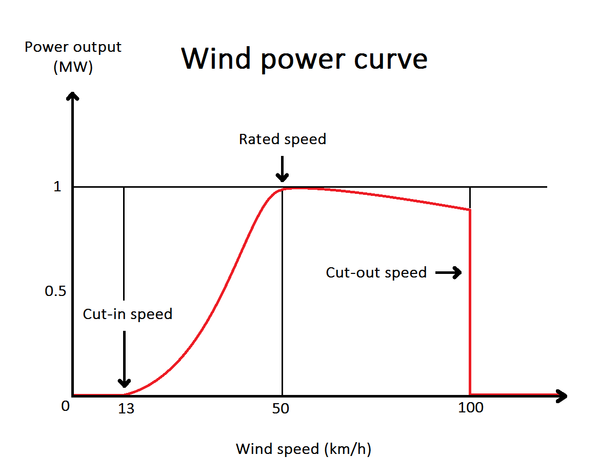 Power output
(MW)
Wind power curve
Rated speed
1
Cut-out speed
0.5
Cut-in speed
0
13
50
100
Wind speed (km/h)